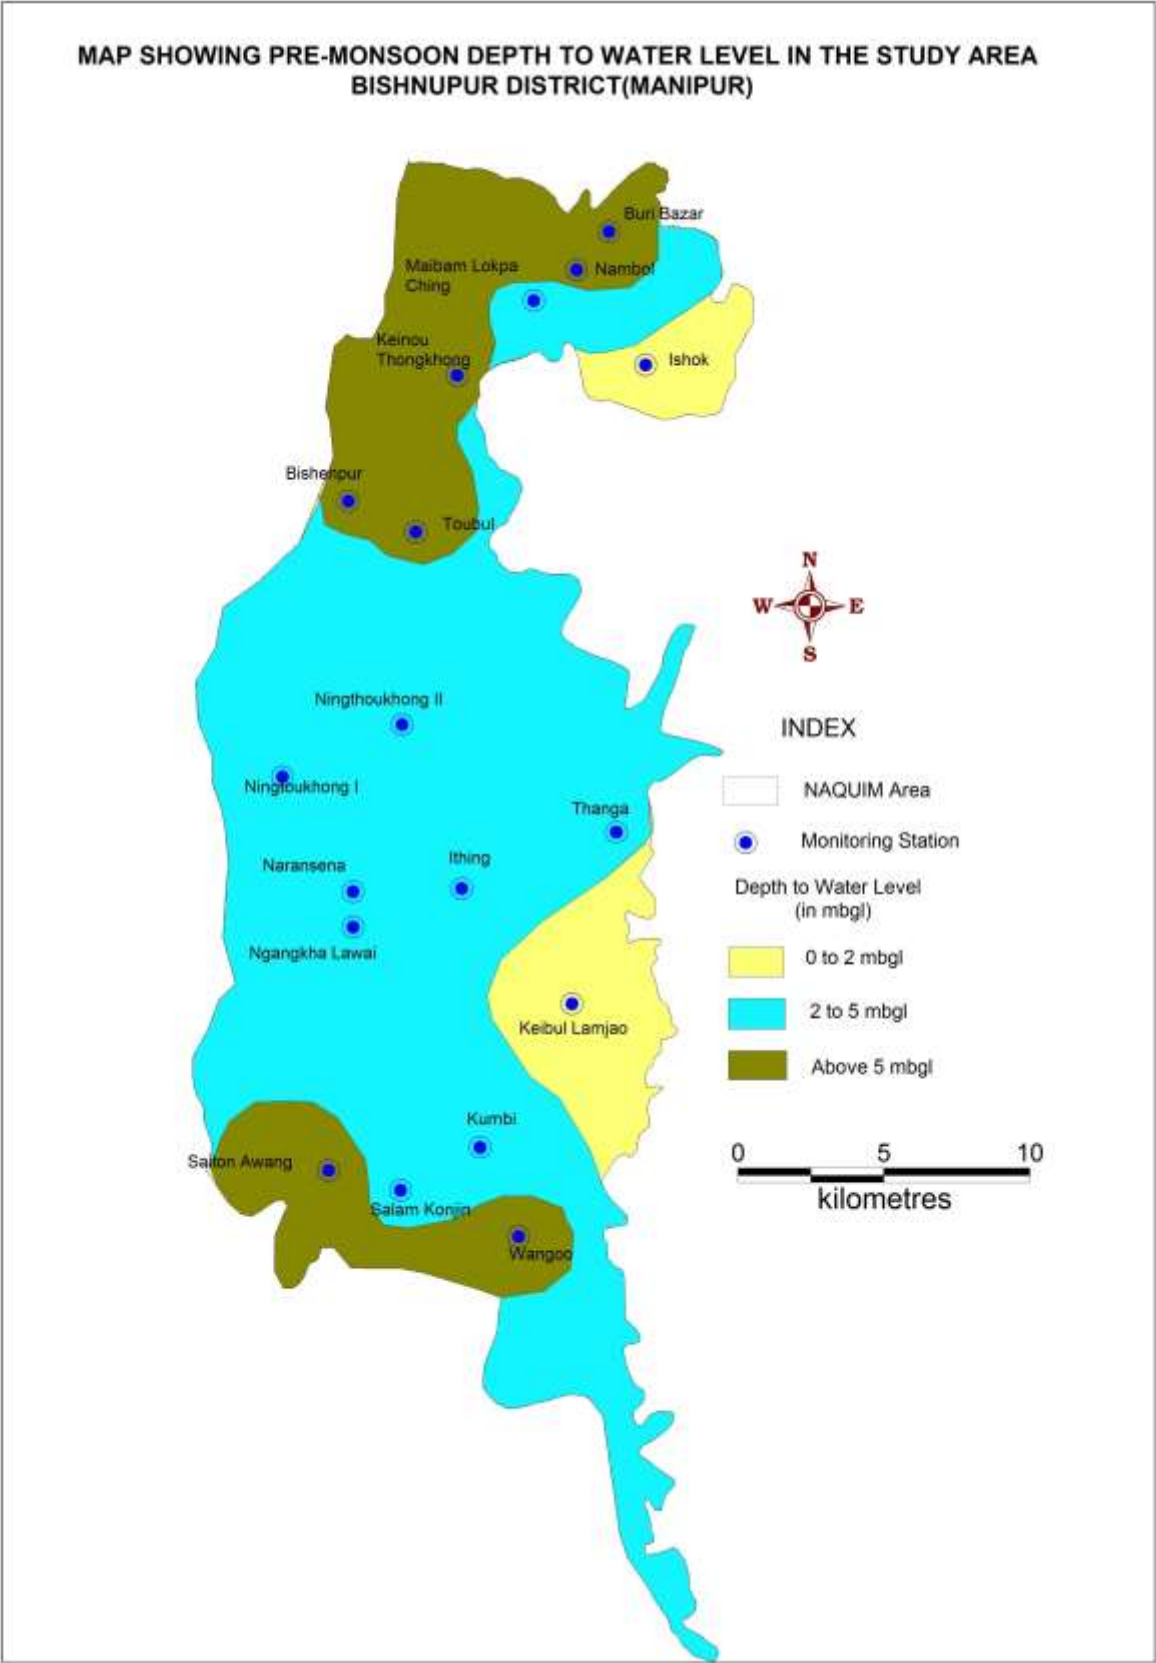 MAP SHOWING PRE-MONSOON DEPTH TO WATER LEVEL IN THE STUDY AREA
BISHNUPUR DISTRICT(MANIPUR)
Buri Bazar
Maibam Lokpa
Ching
Nambol
Keinou
Thongkhong
Ishok
Bishenpur
Toubul
N
W
E
S
Ningthoukhong II
INDEX
Ningtoukhong I
NAQUIM Area
Thanga
Monitoring Station
Naransena
Ithing
Depth to Water Level
(in mbgl)
Ngangkha Lawai
0 to 2 mbgl
2 to 5 mbgl
Keibul Lamjao
Above 5 mbgl
Kumbi
Saiton Awang
0 5 10
kilometres
Salam Konjin
Wangoo